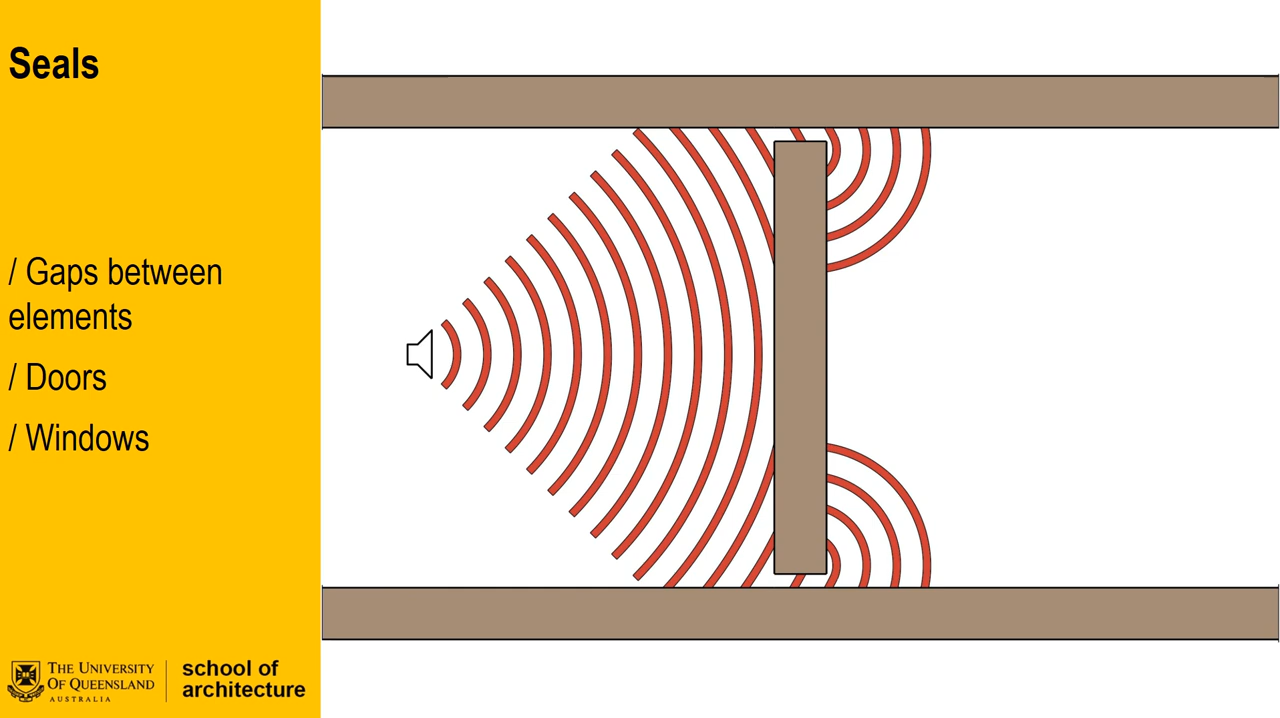 Seals
/ Gaps between
elements
/ Doors
/ Windows
THE UNIVERSITY
OF QUEENSLAND
AUSTRALIA
school of
architecture